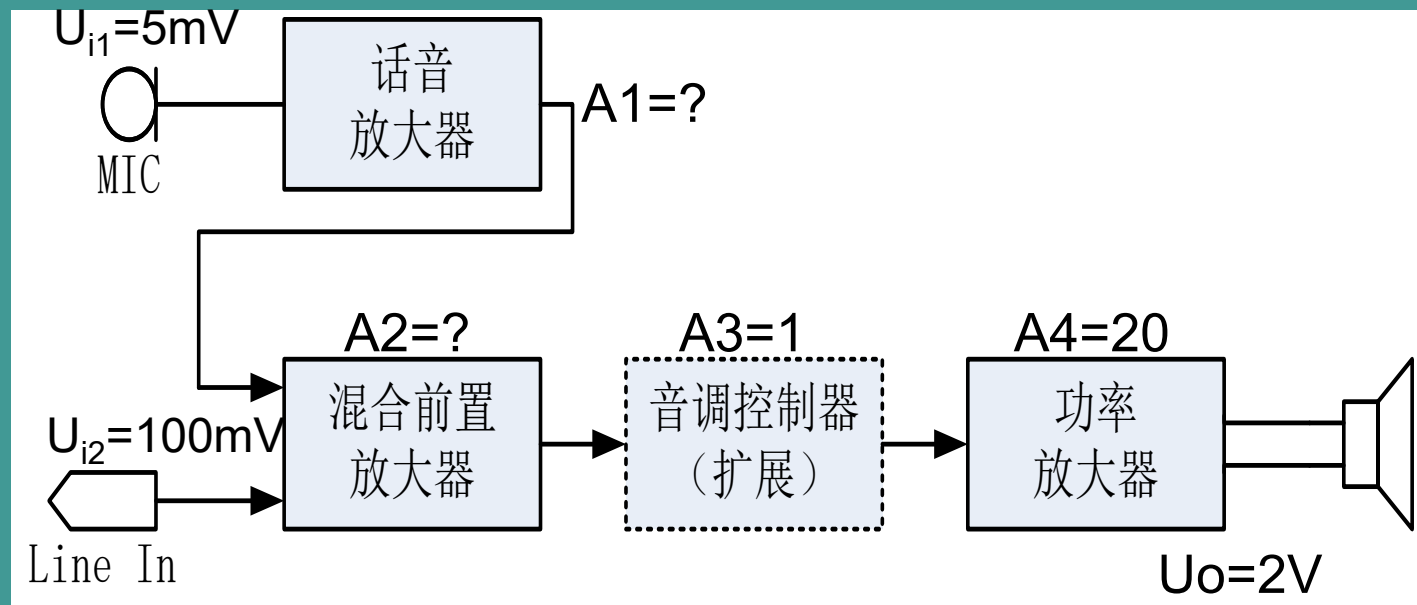 Ui1=5mV
话音
放大器
A1=?
MIC
A2=?
A3=1
A4=20
混合前置
放大器
音调控制器
（扩展）
功率
放大器
Ui2=100mV
Line In
Uo=2V